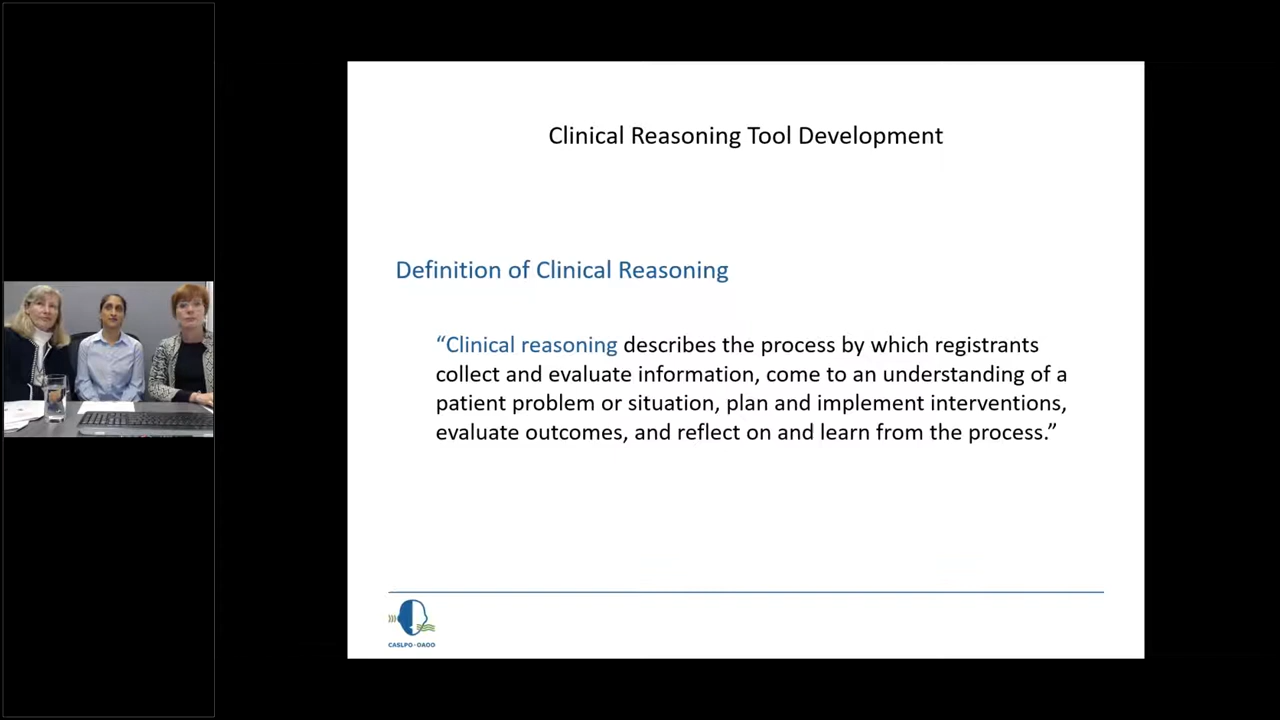 Clinical Reasoning Tool Development
Definition of Clinical Reasoning
“Clinical reasoning describes the process by which registrants
collect and evaluate information, come to an understanding of a
patient problem or situation, plan and implement interventions,
evaluate outcomes, and reflect on and learn from the process.”
CASLPO•OAOO